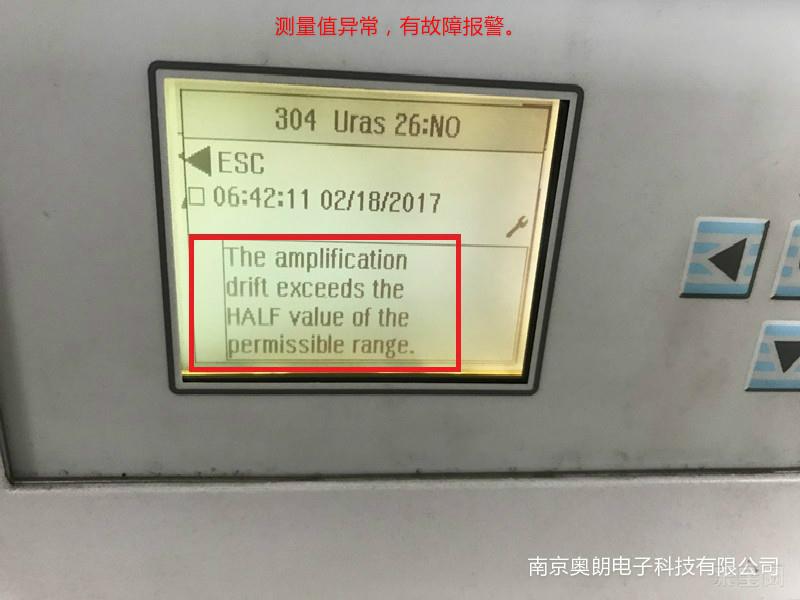 测量值异常，有故障报警。
304 Uras 26:NO
ESC
06:42:11 02/18/2017
The amplification
drift exceeds the
HALF value of the
permissible range.
南京奥朗电子科技有限公司